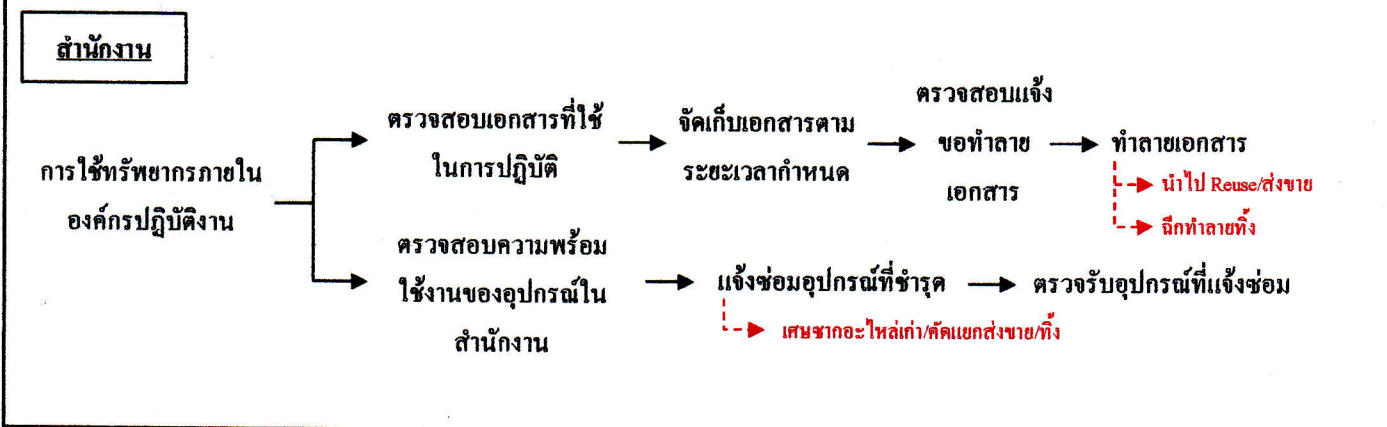 สำนักงาน
การใช้ทรัพยากรภายใน
องค์กรปฏิบัติงาน
ตรวจสอบเอกสารที่ใช้
ในการปฏิบัติ
จัดเก็บเอกสารตาม
ระยะเวลากำหนด
ตรวจสอบแจ้ง
ขอทำลาย
เอกสาร
ทำลายเอกสาร
นำไป Reuse/ส่งขาย
ฉีกทำลายทิ้ง
ตรวจสอบความพร้อม
ใช้งานของอุปกรณ์ใน
สำนักงาน
แจ้งซ่อมอุปกรณ์ที่ชำรุด
เศษซากอะไหล่เก่า/คัดแยกส่งขาย/ทิ้ง
ตรวจรับอุปกรณ์ที่แจ้งซ่อม